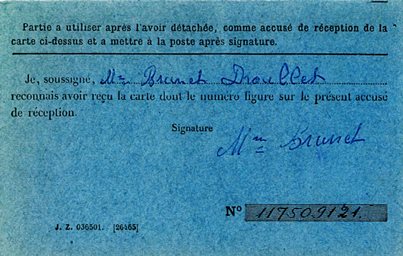 Partie a utiliser après l'avoir détachée, comme accusé de réception de la
carte ci-dessus et a mettre à la poste après signature.
Je, soussigné, Mme Brunet Drouillet
reconnais avoir reçu la carte dont le numéro figure sur le présent accusé
de réception.
Signature
Mme Brunet
N° 117509121.
J. Z. 036501. [26465]